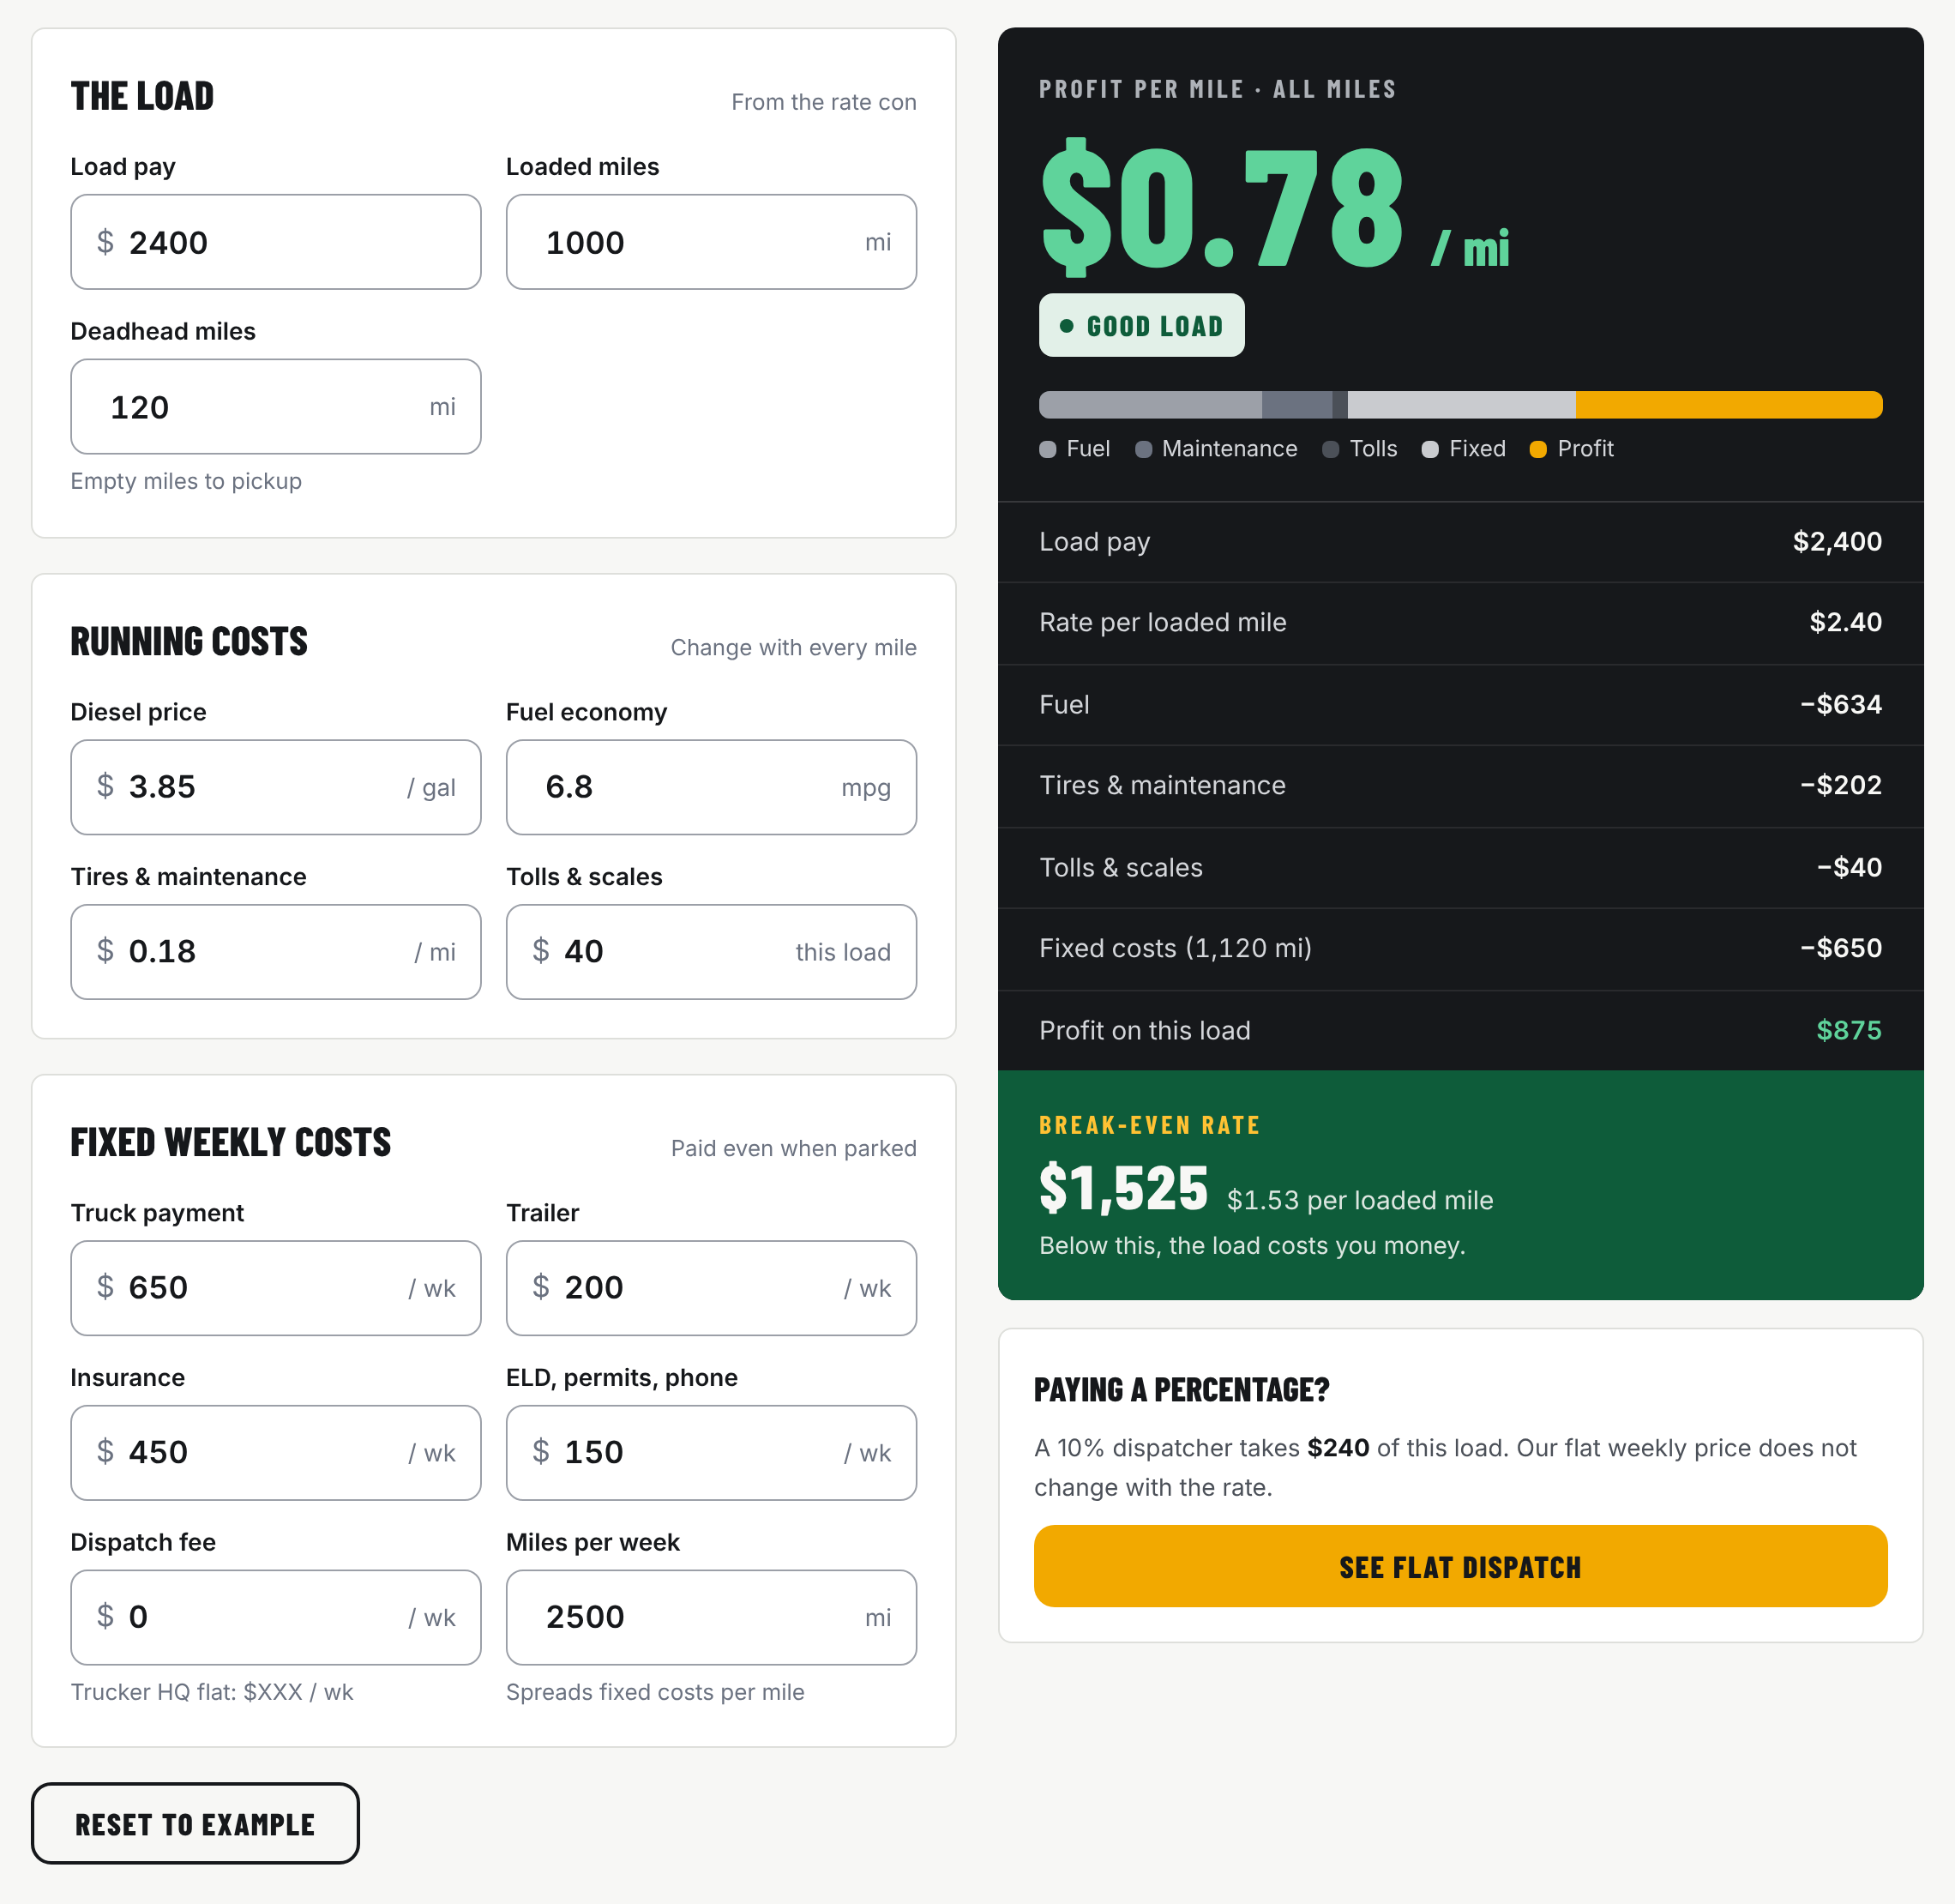 THE LOAD
From the rate con
Load pay
Loaded miles
$ 2400
1000 mi
Deadhead miles
120 mi
Empty miles to pickup
RUNNING COSTS
Change with every mile
Diesel price
Fuel economy
$ 3.85 / gal
6.8 mpg
Tires & maintenance
Tolls & scales
$ 0.18 / mi
$ 40 this load
FIXED WEEKLY COSTS
Paid even when parked
Truck payment
Trailer
$ 650 / wk
$ 200 / wk
Insurance
ELD, permits, phone
$ 450 / wk
$ 150 / wk
Dispatch fee
Miles per week
$ 0 / wk
2500 mi
Trucker HQ flat: $XXX / wk
Spreads fixed costs per mile
RESET TO EXAMPLE
PROFIT PER MILE · ALL MILES
$0.78 / mi
GOOD LOAD
Fuel Maintenance Tolls Fixed Profit
Load pay $2,400
Rate per loaded mile $2.40
Fuel −$634
Tires & maintenance −$202
Tolls & scales −$40
Fixed costs (1,120 mi) −$650
Profit on this load $875
BREAK-EVEN RATE
$1,525 $1.53 per loaded mile
Below this, the load costs you money.
PAYING A PERCENTAGE?
A 10% dispatcher takes $240 of this load. Our flat weekly price does not
change with the rate.
SEE FLAT DISPATCH